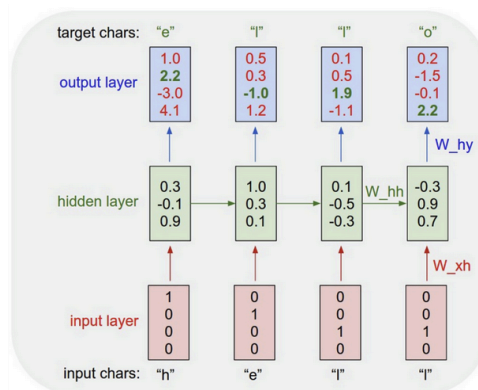 target chars: "e" "l" "l" "o"
1.0 0.5 0.1 0.2
2.2 0.3 0.5 -1.5
output layer -3.0 -1.0 1.9 -0.1
4.1 1.2 -1.1 2.2
W_hy
0.3 1.0 0.1 W_hh -0.3
hidden layer -0.1 0.3 -0.5 0.9
0.9 0.1 -0.3 0.7
W_xh
1 0 0 0
input layer 0 1 0 0
0 0 1 1
0 0 0 0
input chars: "h" "e" "l" "l"